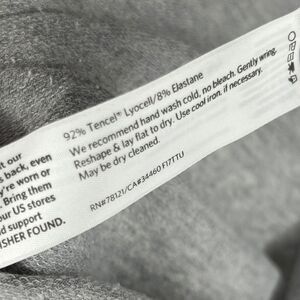 92% Tencel® Lyocell/8% Elastane
We recommend hand wash cold, no bleach. Gently wring.
Reshape & lay flat to dry. Use cool iron, if necessary.
May be dry cleaned.
RN#78121/CA#34460 F17TTU
t our
s back, even
y're worn or
Bring them
our US stores
d support
ISHER FOUND.